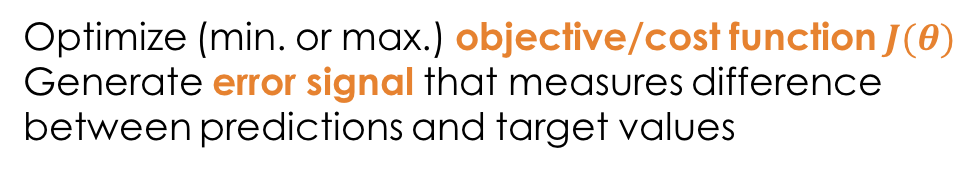 Optimize (min. or max.) objective/cost function J(θ)
Generate error signal that measures difference
between predictions and target values